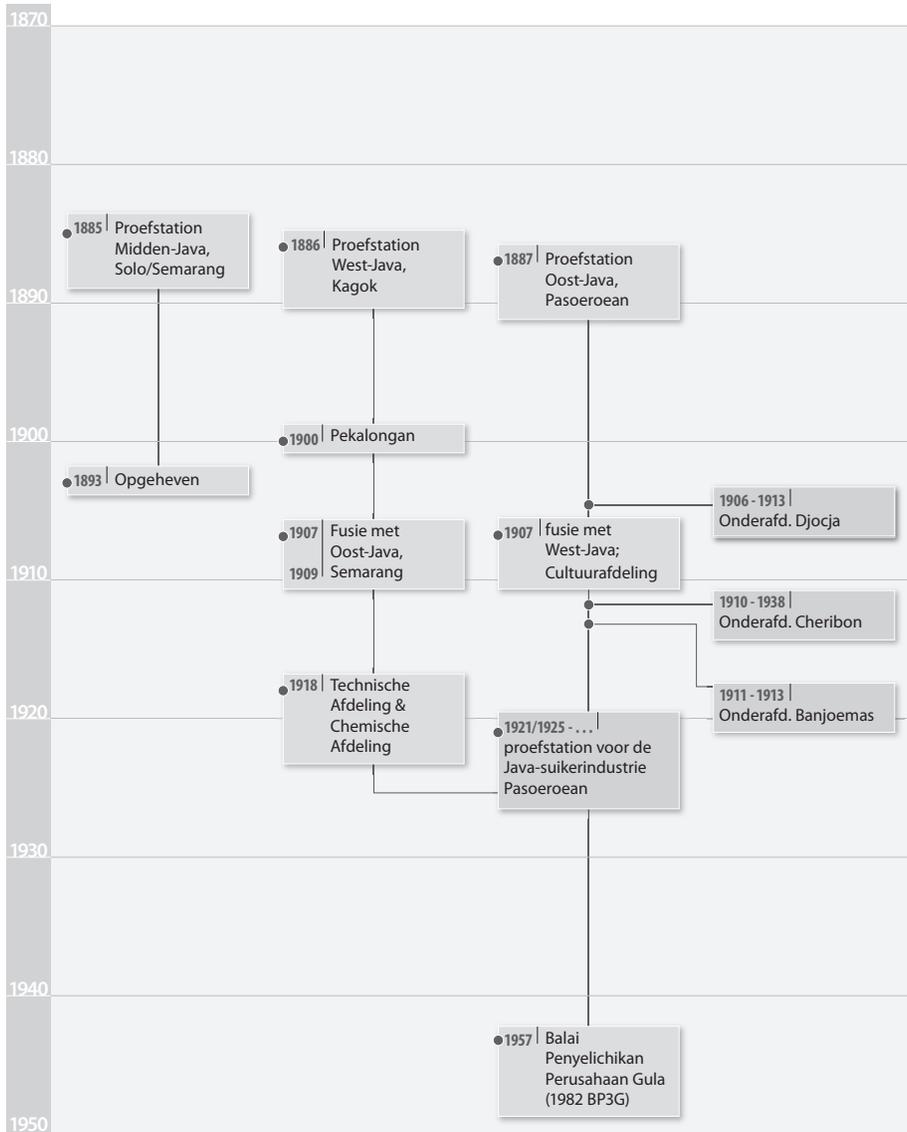 1870
1880
1885 Proefstation
Midden-Java,
Solo/Semarang
1886 Proefstation
West-Java,
Kagok
1887 Proefstation
Oost-Java,
Pasoeroean
1890
1900
1900 Pekalongan
1893 Opgeheven
1906 - 1913
Onderafd. Djocja
1907 Fusie met
Oost-Java,
1909 Semarang
1907 fusie met
West-Java;
Cultuurafdeling
1910
1910 - 1938
Onderafd. Cheribon
1918 Technische
Afdeling &
Chemische
Afdeling
1911 - 1913
Onderafd. Banjoemas
1920
1921/1925 - . . .
proefstation voor de
Java-suikerindustrie
Pasoeroean
1930
1940
1957 Balai
Penyelichikan
Perusahaan Gula
(1982 BP3G)
1950